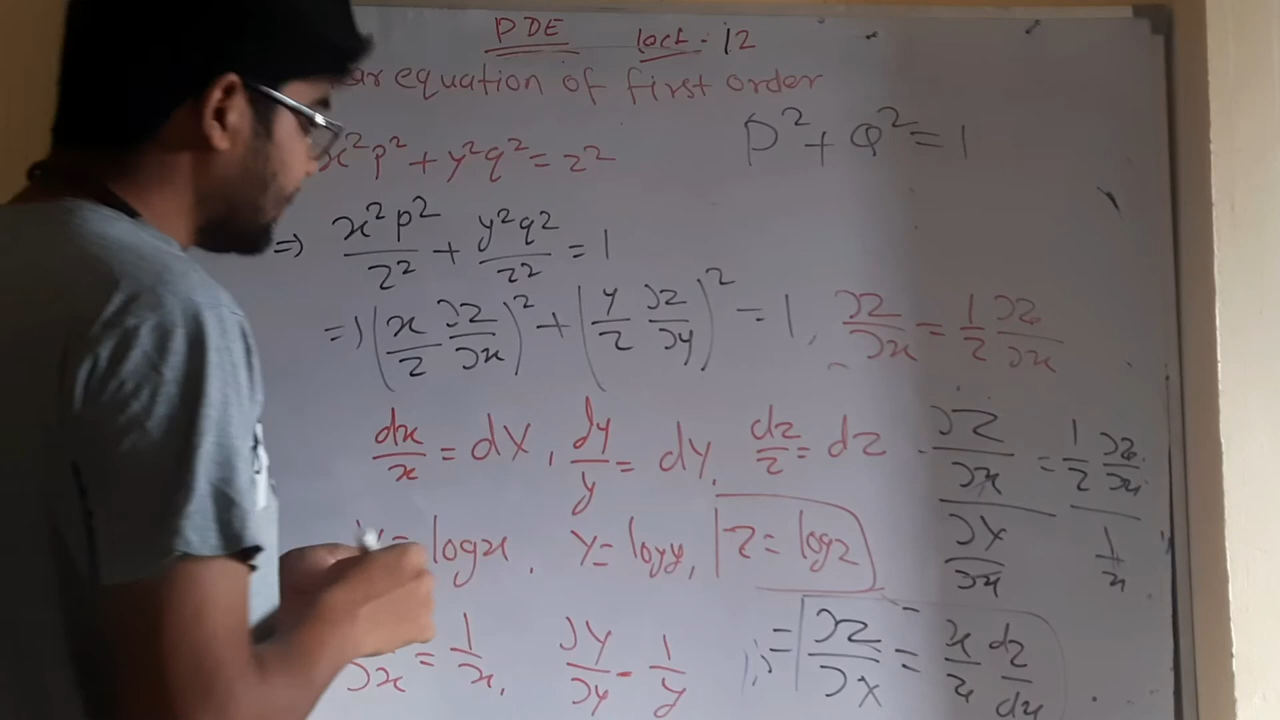 PDE lect - 12
ar equation of first order
x²p² + y²q² = z²
P² + Q² = 1
⇒ x²p²/z² + y²q²/z² = 1
⇒ (x/z ∂z/∂x)² + (y/z ∂z/∂y)² = 1, ∂Z/∂x = 1/z ∂z/∂x
dx/x = dX, dy/y = dY, dz/z = dZ
∂Z/∂x / ∂X/∂x = 1/z ∂z/∂x / 1/x
= logx, Y = logy, Z = logz
∂x = 1/x, ∂Y/∂y = 1/y
∴ = ∂Z/∂X = x/z dz/dx